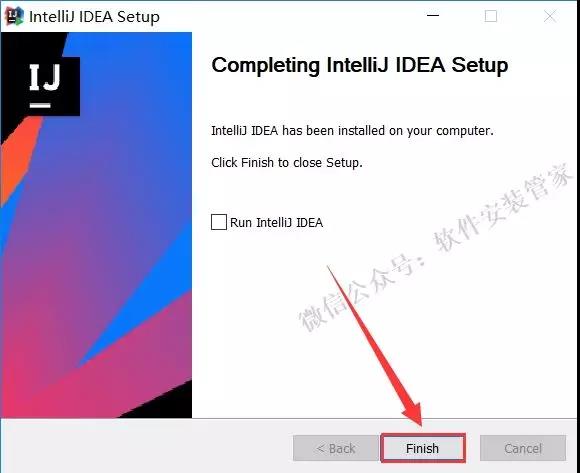 IntelliJ IDEA Setup
IJ
Completing IntelliJ IDEA Setup
IntelliJ IDEA has been installed on your computer.
Click Finish to close Setup.
Run IntelliJ IDEA
微信公众号：软件安装管家
< Back
Finish
Cancel